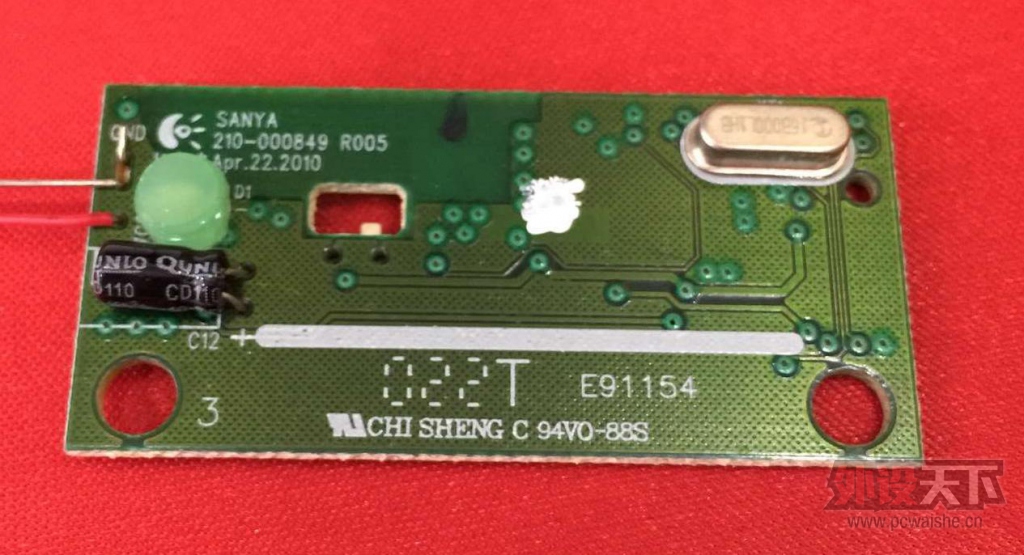 GND
SANYA
210-000849 R005
Apr.22.2010
D1
CD110
C12 +
022T
E91154
3
CHI SHENG C 94V0-88S
外设天下
www.pcwaishe.cn